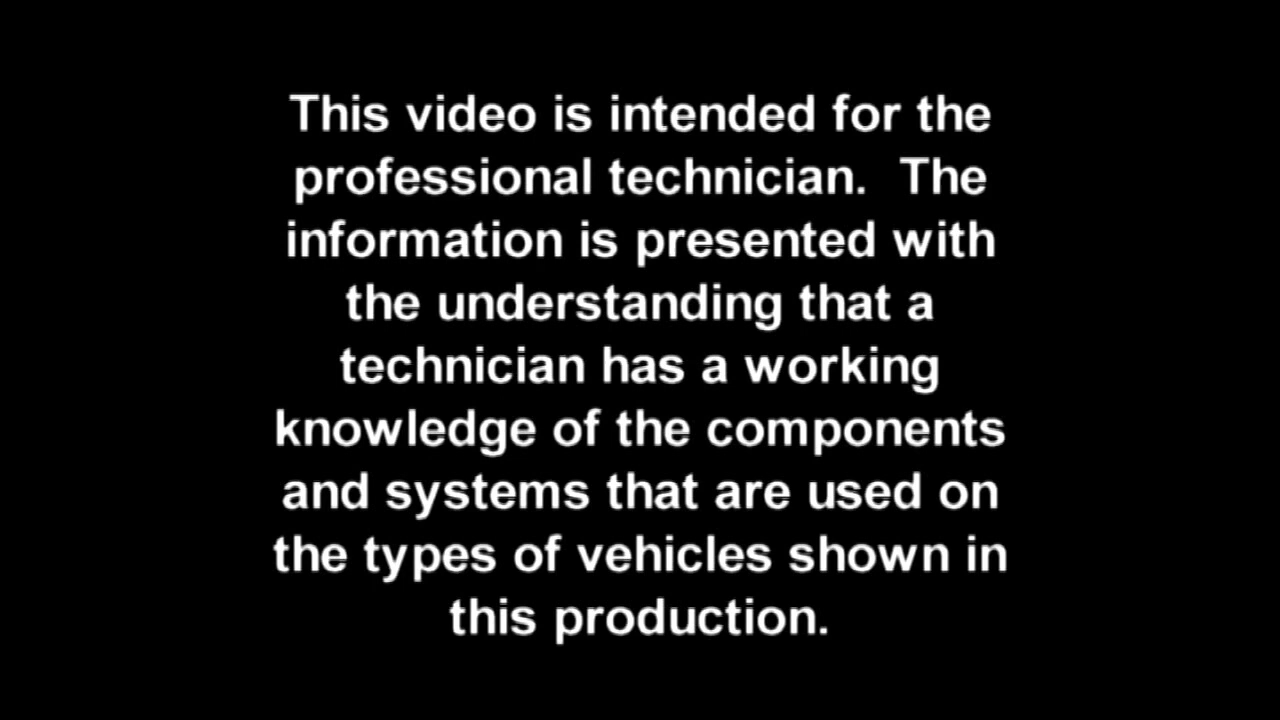 This video is intended for the
professional technician.  The
information is presented with
the understanding that a
technician has a working
knowledge of the components
and systems that are used on
the types of vehicles shown in
this production.